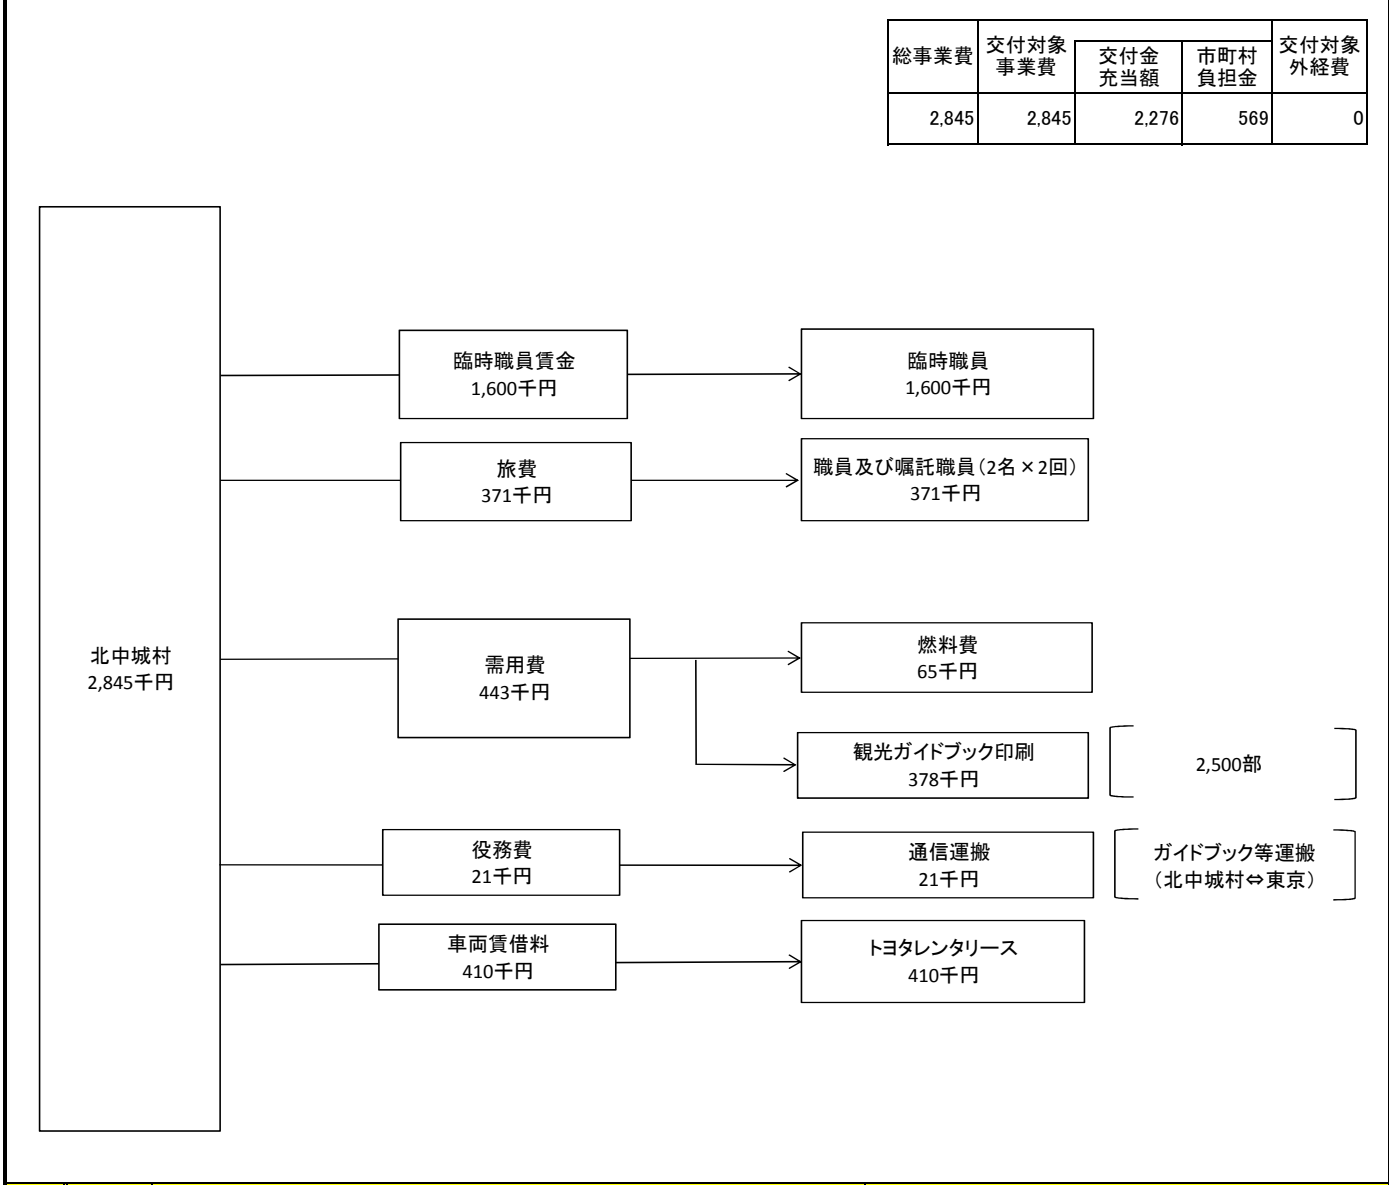 総事業費
交付対象
事業費
交付金
充当額
市町村
負担金
交付対象
外経費
2,845
2,845
2,276
569
0
北中城村
2,845千円
臨時職員賃金
1,600千円
臨時職員
1,600千円
旅費
371千円
職員及び嘱託職員（2名×2回）
371千円
需用費
443千円
燃料費
65千円
観光ガイドブック印刷
378千円
2,500部
役務費
21千円
通信運搬
21千円
ガイドブック等運搬
（北中城村⇔東京）
車両賃借料
410千円
トヨタレンタリース
410千円